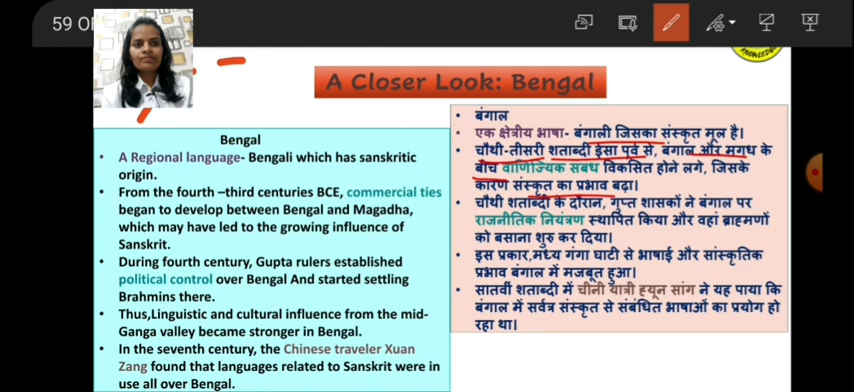 59 O
KNOWLEDGE
A Closer Look: Bengal
Bengal
• A Regional language- Bengali which has sanskritic
origin.
• From the fourth –third centuries BCE, commercial ties
began to develop between Bengal and Magadha,
which may have led to the growing influence of
Sanskrit.
• During fourth century, Gupta rulers established
political control over Bengal And started settling
Brahmins there.
• Thus,Linguistic and cultural influence from the mid-
Ganga valley became stronger in Bengal.
• In the seventh century, the Chinese traveler Xuan
Zang found that languages related to Sanskrit were in
use all over Bengal.
• बंगाल
• एक क्षेत्रीय भाषा- बंगाली जिसका संस्कृत मूल है।
• चौथी-तीसरी शताब्दी ईसा पूर्व से, बंगाल और मगध के
बीच वाणिज्यिक संबंध विकसित होने लगे, जिसके
कारण संस्कृत का प्रभाव बढ़ा।
• चौथी शताब्दी के दौरान, गुप्त शासकों ने बंगाल पर
राजनीतिक नियंत्रण स्थापित किया और वहां ब्राह्मणों
को बसाना शुरू कर दिया।
• इस प्रकार,मध्य गंगा घाटी से भाषाई और सांस्कृतिक
प्रभाव बंगाल में मजबूत हुआ।
• सातवीं शताब्दी में चीनी यात्री ह्यून सांग ने यह पाया कि
बंगाल में सर्वत्र संस्कृत से संबंधित भाषाओं का प्रयोग हो
रहा था।